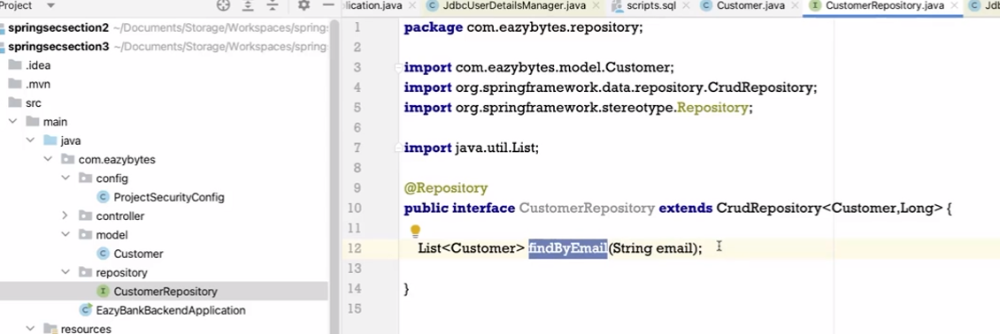 Project
lication.java
JdbcUserDetailsManager.java
scripts.sql
Customer.java
CustomerRepository.java
springsecsection2 ~/Documents/Storage/Workspaces/spring
springsecsection3 ~/Documents/Storage/Workspaces/spring
.idea
.mvn
src
main
java
com.eazybytes
config
ProjectSecurityConfig
controller
model
Customer
repository
CustomerRepository
EazyBankBackendApplication
resources
1 package com.eazybytes.repository;
2
3 import com.eazybytes.model.Customer;
4 import org.springframework.data.repository.CrudRepository;
5 import org.springframework.stereotype.Repository;
6
7 import java.util.List;
8
9 @Repository
10 public interface CustomerRepository extends CrudRepository<Customer,Long> {
11
12 List<Customer> findByEmail(String email);
13
14 }
15